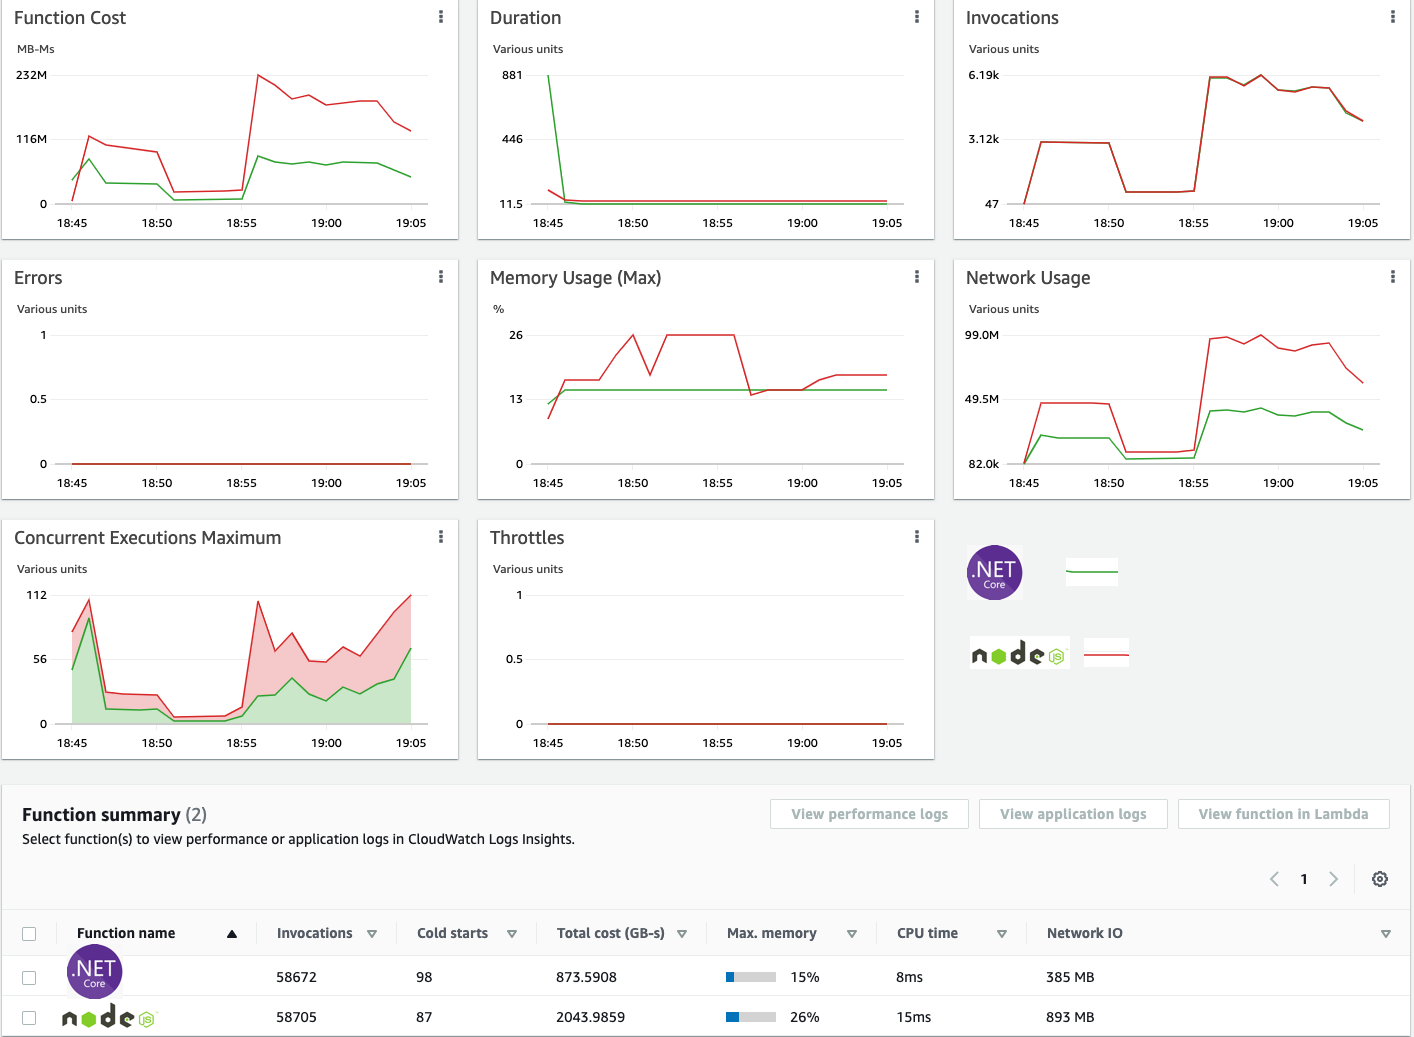 Function Cost
MB-Ms
232M
116M
0
18:45 18:50 18:55 19:00 19:05
Duration
Various units
881
446
11.5
18:45 18:50 18:55 19:00 19:05
Invocations
Various units
6.19k
3.12k
47
18:45 18:50 18:55 19:00 19:05
Errors
Various units
1
0.5
0
18:45 18:50 18:55 19:00 19:05
Memory Usage (Max)
%
26
13
0
18:45 18:50 18:55 19:00 19:05
Network Usage
Various units
99.0M
49.5M
82.0k
18:45 18:50 18:55 19:00 19:05
Concurrent Executions Maximum
Various units
112
56
0
18:45 18:50 18:55 19:00 19:05
Throttles
Various units
1
0.5
0
18:45 18:50 18:55 19:00 19:05
.NET
Core
node JS
Function summary (2)
View performance logs View application logs View function in Lambda
Select function(s) to view performance or application logs in CloudWatch Logs Insights.
1
Function name Invocations Cold starts Total cost (GB-s) Max. memory CPU time Network IO
.NET
Core
58672 98 873.5908 15% 8ms 385 MB
node JS 58705 87 2043.9859 26% 15ms 893 MB